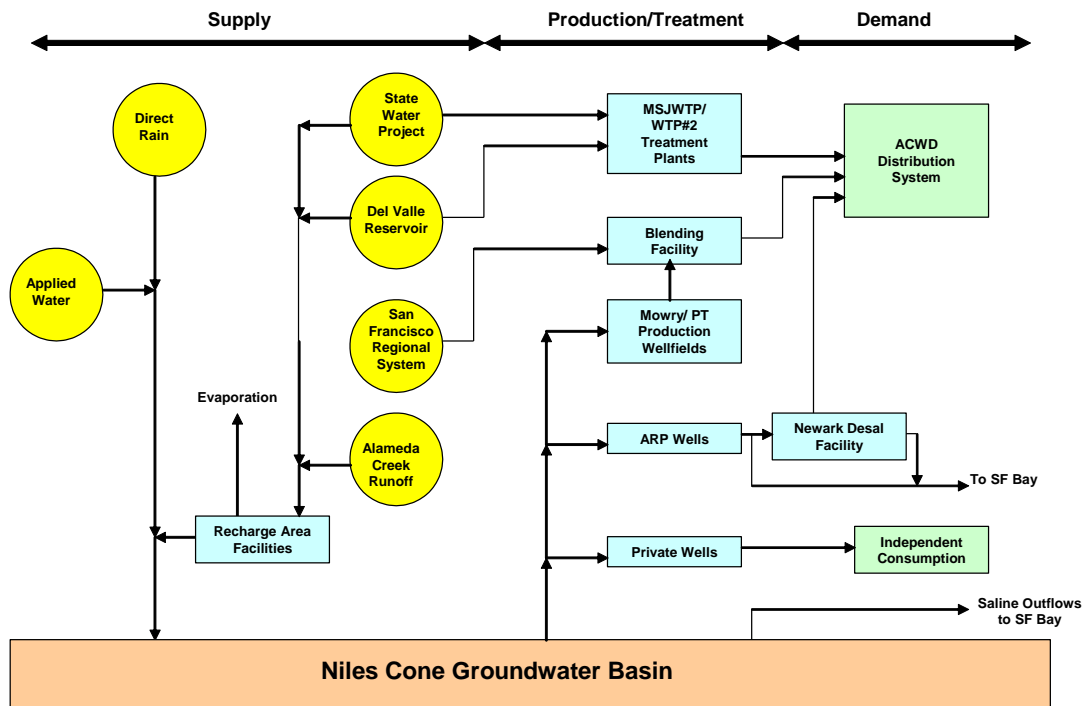 Supply
Production/Treatment
Demand
Direct
Rain
State
Water
Project
MSJWTP/
WTP#2
Treatment
Plants
ACWD
Distribution
System
Del Valle
Reservoir
Blending
Facility
Applied
Water
San
Francisco
Regional
System
Mowry/ PT
Production
Wellfields
Evaporation
Alameda
Creek
Runoff
ARP Wells
Newark Desal
Facility
To SF Bay
Recharge Area
Facilities
Private Wells
Independent
Consumption
Saline Outflows
to SF Bay
Niles Cone Groundwater Basin